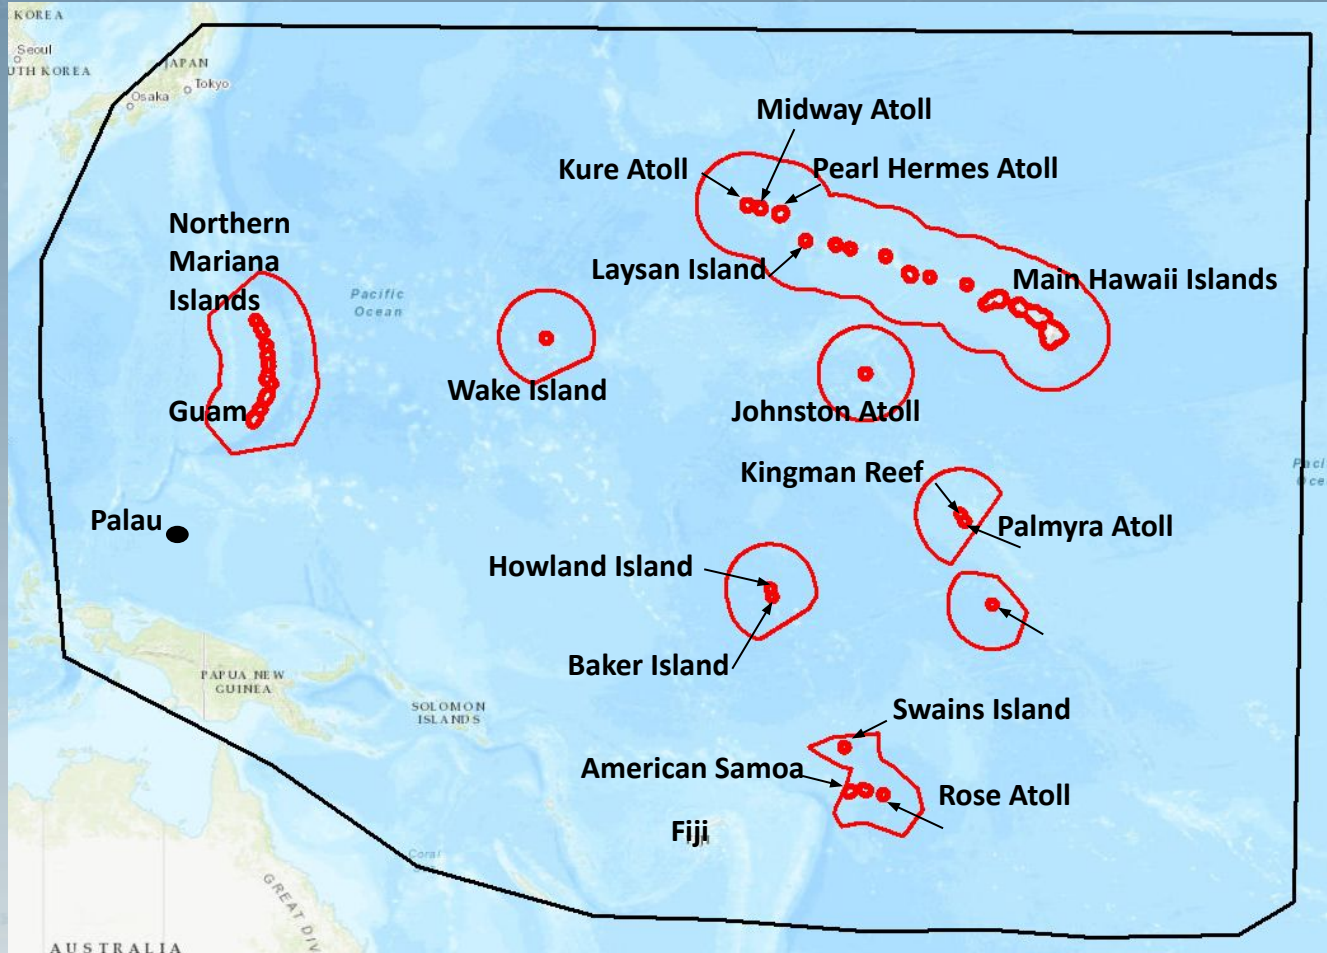 KOREA
Seoul
UTH KOREA
JAPAN
Tokyo
Osaka
Midway Atoll
Kure Atoll
Pearl Hermes Atoll
Northern
Mariana
Islands
Laysan Island
Main Hawaii Islands
Pacific
Ocean
Wake Island
Guam
Johnston Atoll
Kingman Reef
Paci
Oce
Palau
Palmyra Atoll
Howland Island
Baker Island
PAPUA NEW
GUINEA
SOLOMON
ISLANDS
Swains Island
American Samoa
Rose Atoll
Fiji
Coral
GREAT DIV
AUSTRALIA